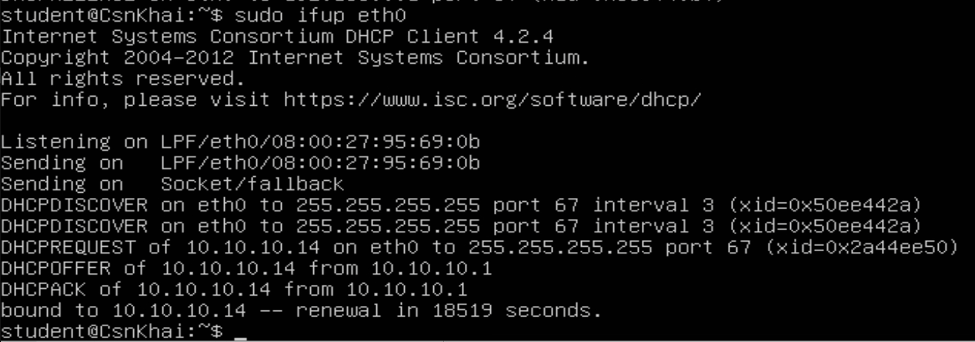 student@CsnKhai:~$ sudo ifup eth0
Internet Systems Consortium DHCP Client 4.2.4
Copyright 2004-2012 Internet Systems Consortium.
All rights reserved.
For info, please visit https://www.isc.org/software/dhcp/
Listening on LPF/eth0/08:00:27:95:69:0b
Sending on   LPF/eth0/08:00:27:95:69:0b
Sending on   Socket/fallback
DHCPDISCOVER on eth0 to 255.255.255.255 port 67 interval 3 (xid=0x50ee442a)
DHCPDISCOVER on eth0 to 255.255.255.255 port 67 interval 3 (xid=0x50ee442a)
DHCPREQUEST of 10.10.10.14 on eth0 to 255.255.255.255 port 67 (xid=0x2a44ee50)
DHCPOFFER of 10.10.10.14 from 10.10.10.1
DHCPACK of 10.10.10.14 from 10.10.10.1
bound to 10.10.10.14 -- renewal in 18519 seconds.
student@CsnKhai:~$ _